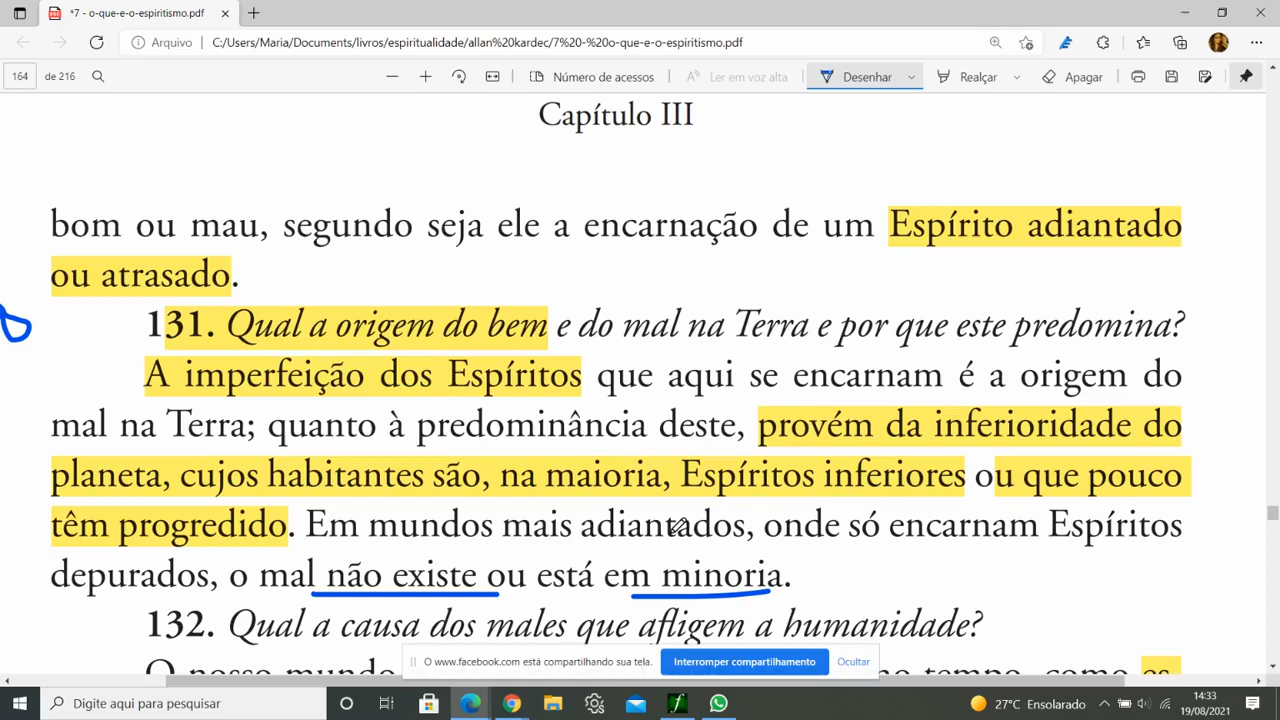 *7 - o-que-e-o-espiritismo.pdf
Arquivo C:/Users/Maria/Documents/livros/espiritualidade/allan%20kardec/7%20-%20o-que-e-o-espiritismo.pdf
164 de 216 Número de acessos Ler em voz alta Desenhar Realçar Apagar
Capítulo III
bom ou mau, segundo seja ele a encarnação de um Espírito adiantado
ou atrasado.
131. Qual a origem do bem e do mal na Terra e por que este predomina?
A imperfeição dos Espíritos que aqui se encarnam é a origem do
mal na Terra; quanto à predominância deste, provém da inferioridade do
planeta, cujos habitantes são, na maioria, Espíritos inferiores ou que pouco
têm progredido. Em mundos mais adiantados, onde só encarnam Espíritos
depurados, o mal não existe ou está em minoria.
132. Qual a causa dos males que afligem a humanidade?
O nosso mundo no tempo, como es-
O www.facebook.com está compartilhando sua tela. Interromper compartilhamento Ocultar
Digite aqui para pesquisar 27°C Ensolarado 14:33
19/08/2021